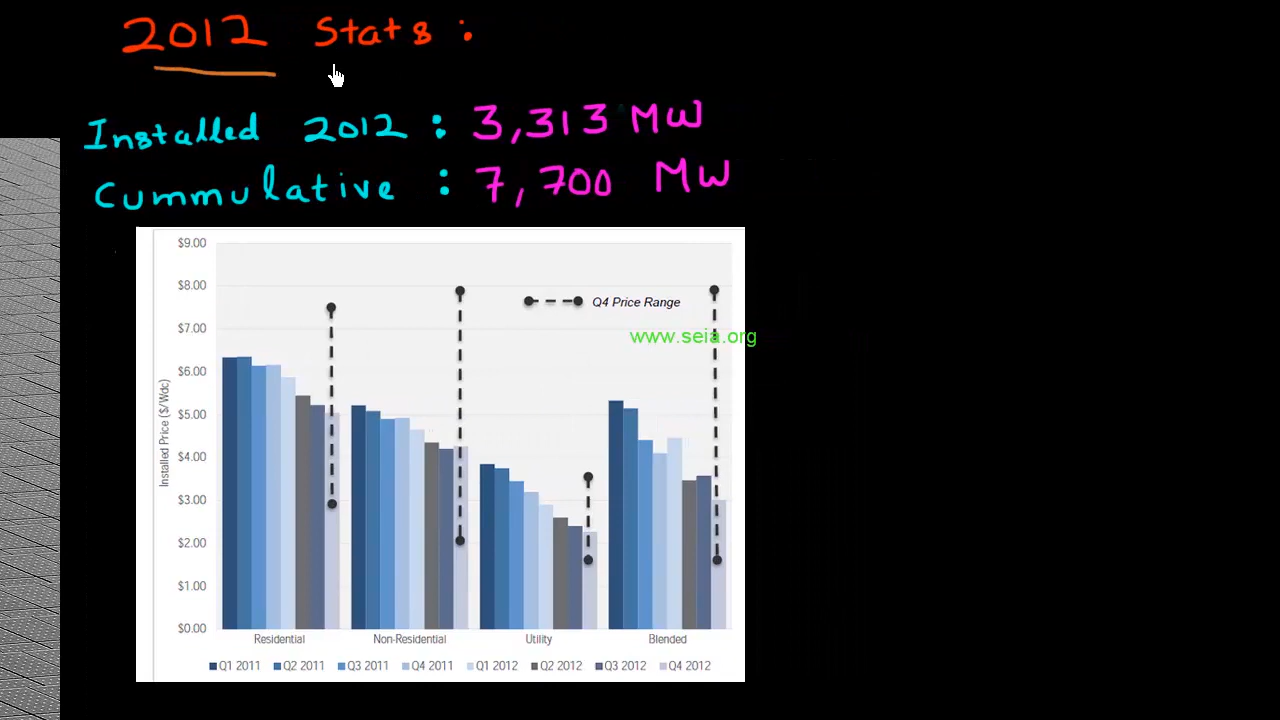 2012 Stats :
Installed 2012 : 3,313 MW
Cummulative : 7,700 MW
$9.00
$8.00
Q4 Price Range
$7.00
www.seia.org
$6.00
$5.00
$4.00
$3.00
$2.00
$1.00
$0.00
Installed Price ($/Wdc)
Residential Non-Residential Utility Blended
Q1 2011 Q2 2011 Q3 2011 Q4 2011 Q1 2012 Q2 2012 Q3 2012 Q4 2012